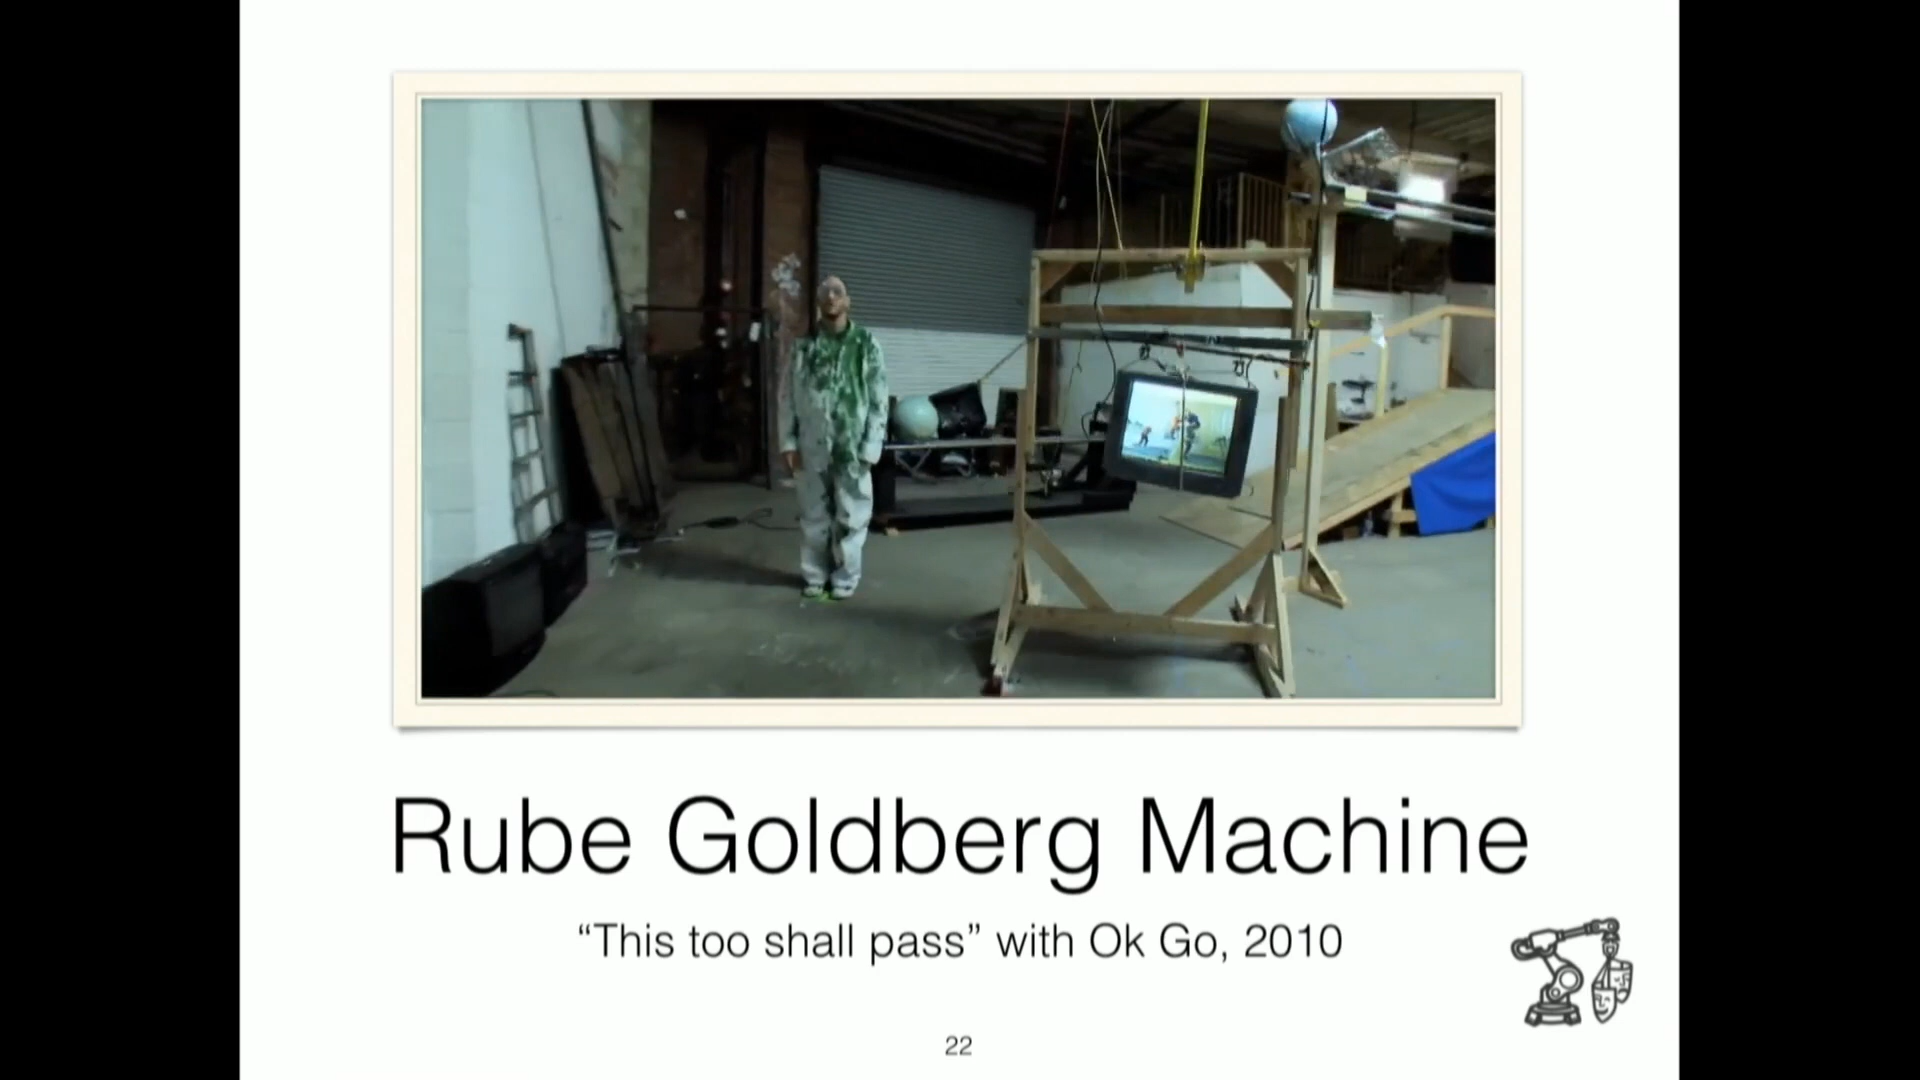 Rube Goldberg Machine
“This too shall pass” with Ok Go, 2010
22